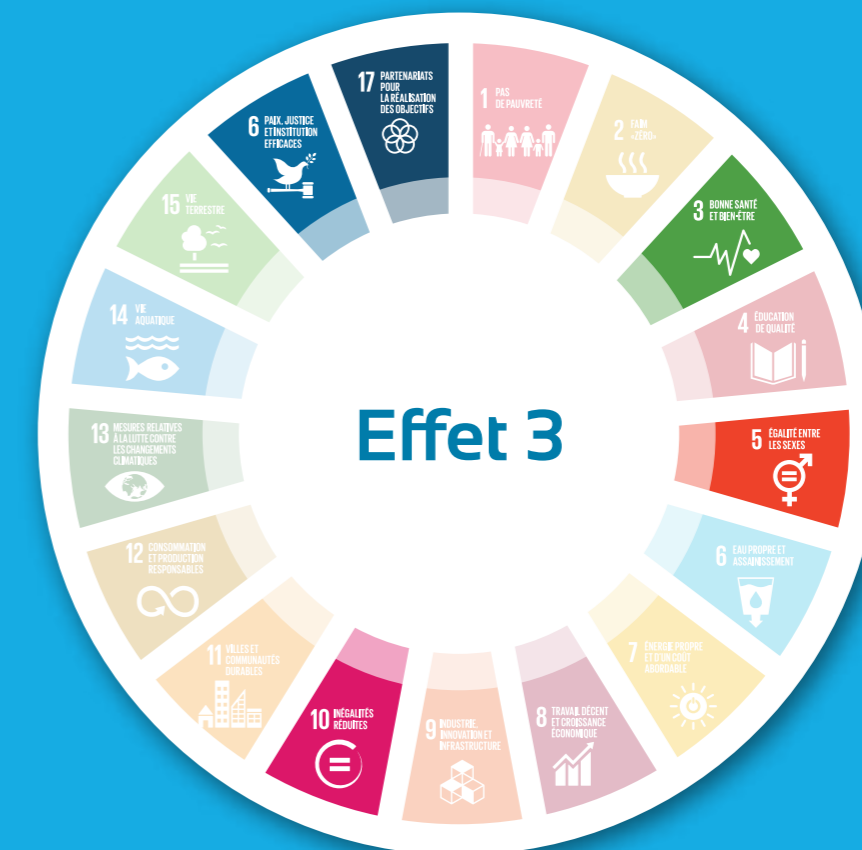 17 PARTENARIATS
POUR
LA RÉALISATION
DES OBJECTIFS
1 PAS
DE PAUVRETÉ
2 FAIM
«ZÉRO»
3 BONNE SANTÉ
ET BIEN-ÊTRE
4 ÉDUCATION
DE QUALITÉ
5 ÉGALITÉ ENTRE
LES SEXES
6 EAU PROPRE ET
ASSAINISSEMENT
7 ÉNERGIE PROPRE
ET D'UN COÛT
ABORDABLE
8 TRAVAIL DÉCENT
ET CROISSANCE
ÉCONOMIQUE
9 INDUSTRIE,
INNOVATION ET
INFRASTRUCTURE
10 INÉGALITÉS
RÉDUITES
11 VILLES ET
COMMUNAUTÉS
DURABLES
12 CONSOMMATION
ET PRODUCTION
RESPONSABLES
13 MESURES RELATIVES
À LA LUTTE CONTRE
LES CHANGEMENTS
CLIMATIQUES
14 VIE
AQUATIQUE
15 VIE
TERRESTRE
6 PAIX, JUSTICE
ET INSTITUTION
EFFICACES
Effet 3